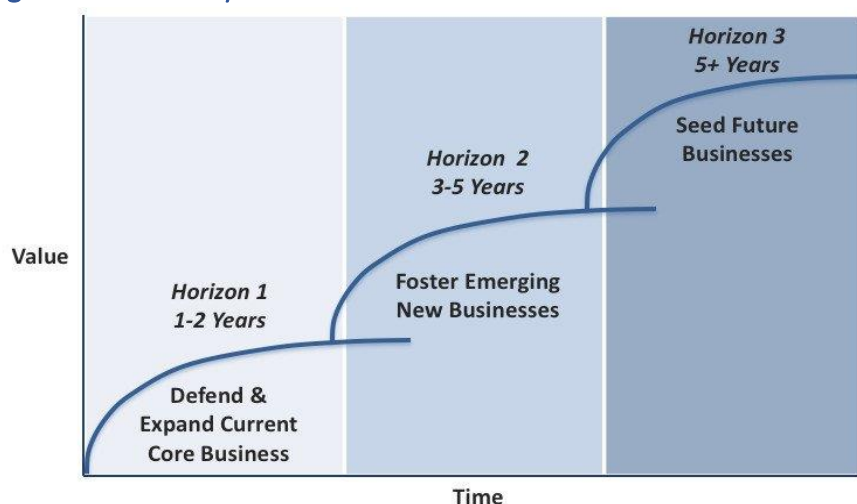 Horizon 3
5+ Years
Seed Future
Businesses
Horizon 2
3-5 Years
Foster Emerging
New Businesses
Value
Horizon 1
1-2 Years
Defend &
Expand Current
Core Business
Time